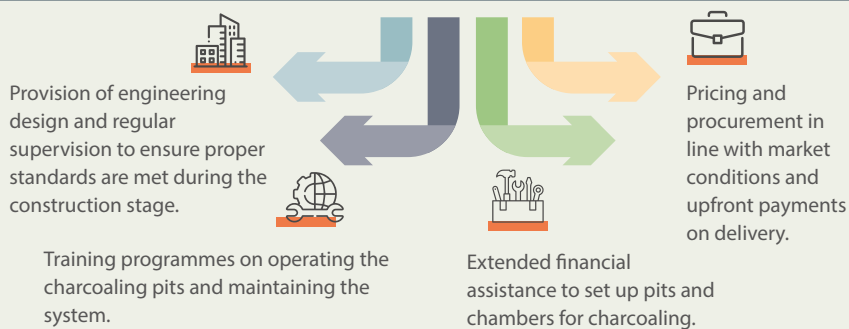 Provision of engineering
design and regular
supervision to ensure proper
standards are met during the
construction stage.
Training programmes on operating the
charcoaling pits and maintaining the
system.
Extended financial
assistance to set up pits and
chambers for charcoaling.
Pricing and
procurement in
line with market
conditions and
upfront payments
on delivery.